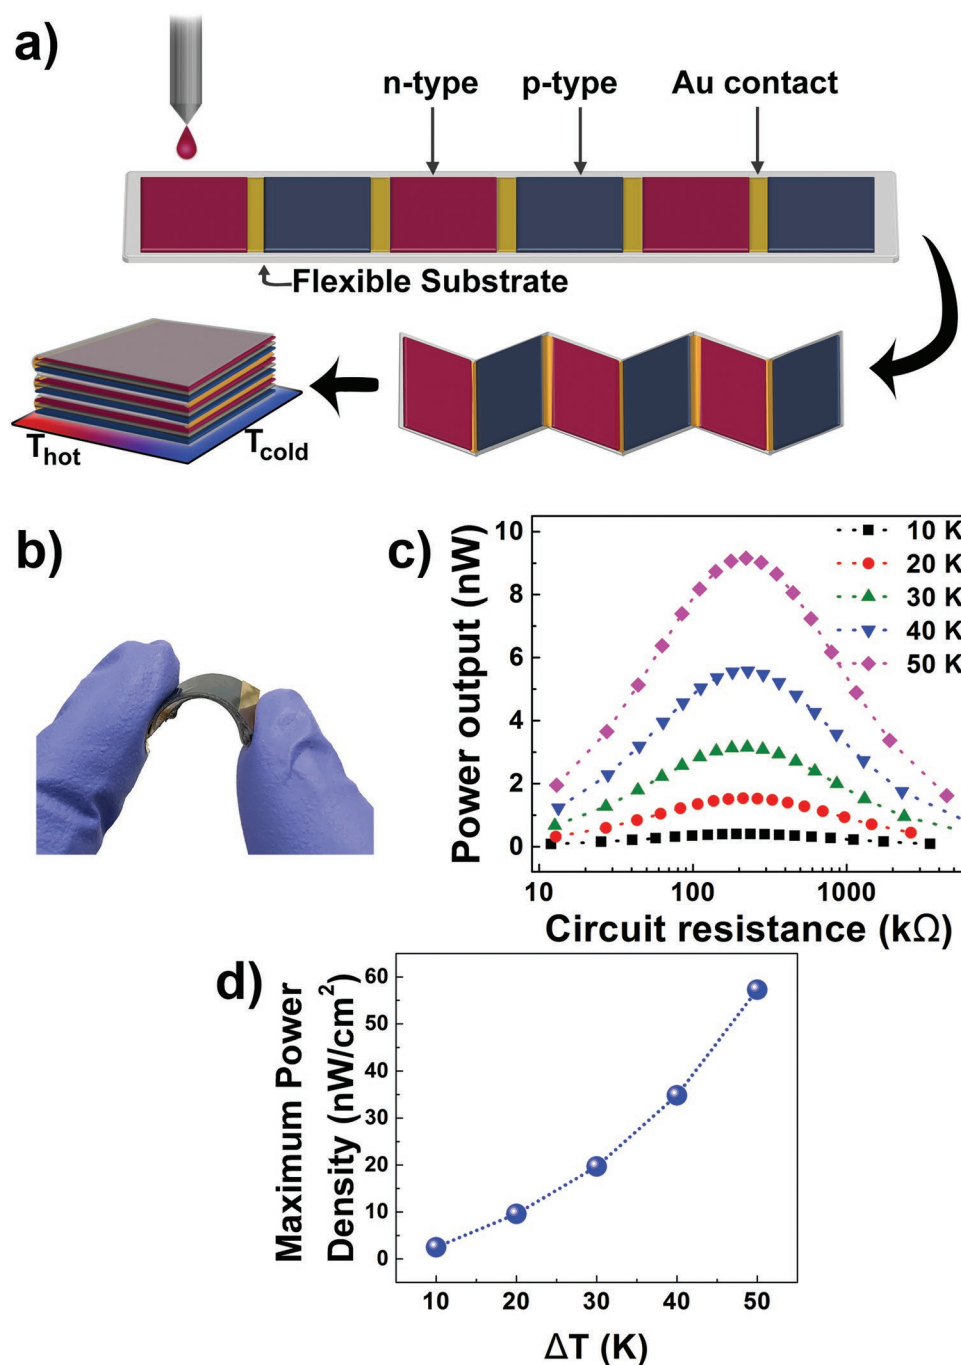 a)
n-type p-type Au contact
Flexible Substrate
T_hot T_cold
b)
c)
Power output (nW)
10
8
6
4
2
0
10 K
20 K
30 K
40 K
50 K
10 100 1000
Circuit resistance (kΩ)
d)
Maximum Power
Density (nW/cm²)
60
50
40
30
20
10
0
10 20 30 40 50
ΔT (K)